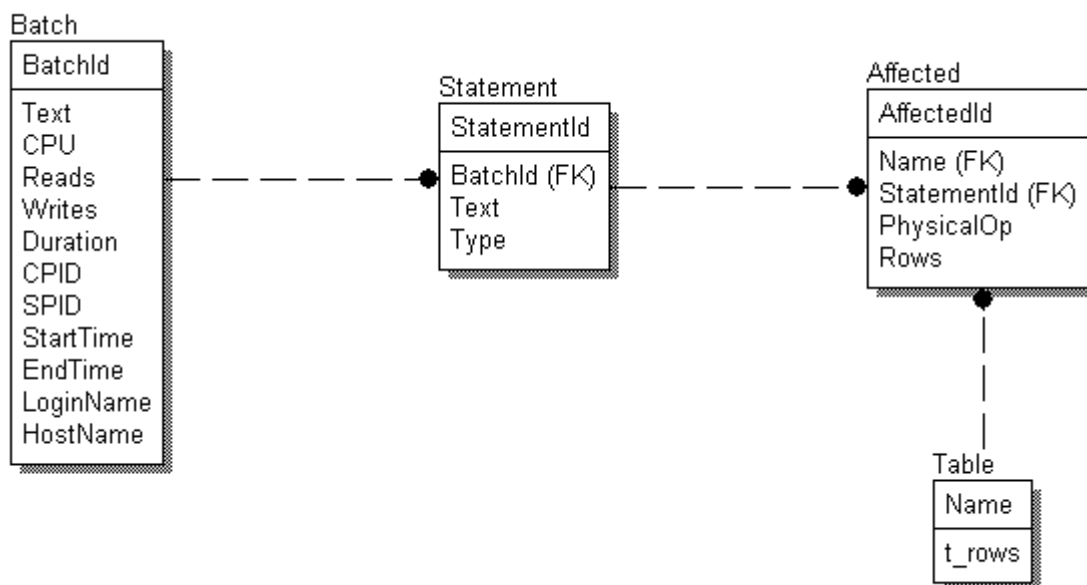 Batch
BatchId
Text
CPU
Reads
Writes
Duration
CPID
SPID
StartTime
EndTime
LoginName
HostName
Statement
StatementId
BatchId (FK)
Text
Type
Affected
AffectedId
Name (FK)
StatementId (FK)
PhysicalOp
Rows
Table
Name
t_rows